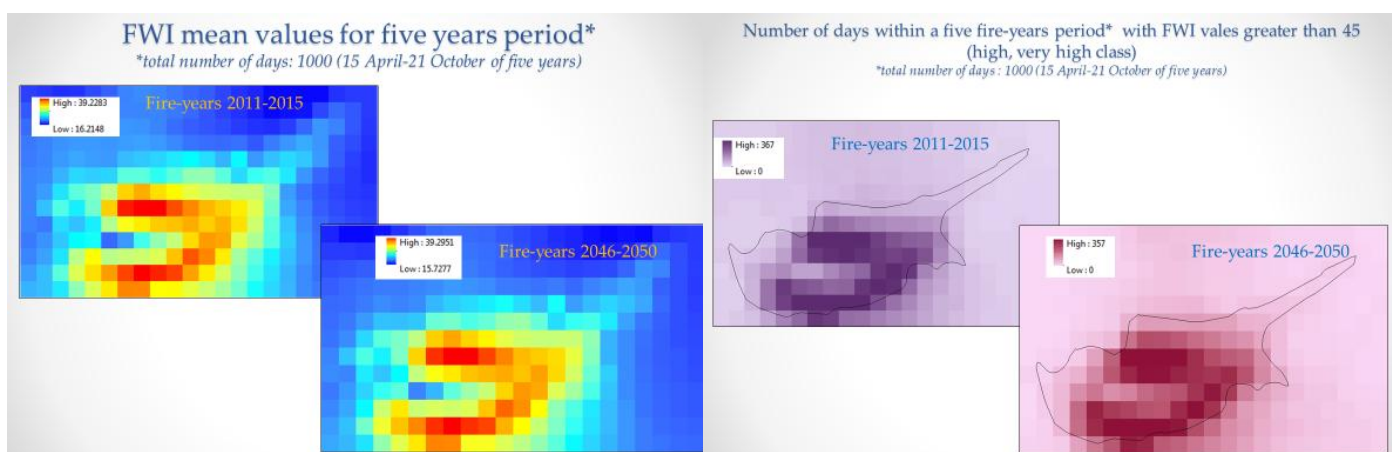 FWI mean values for five years period*
*total number of days: 1000 (15 April-21 October of five years)
High : 39.2283
Low : 16.2148
Fire-years 2011-2015
High : 39.2951
Low : 15.7277
Fire-years 2046-2050
Number of days within a five fire-years period* with FWI vales greater than 45
(high, very high class)
*total number of days : 1000 (15 April-21 October of five years)
High : 367
Low : 0
Fire-years 2011-2015
High : 357
Low : 0
Fire-years 2046-2050